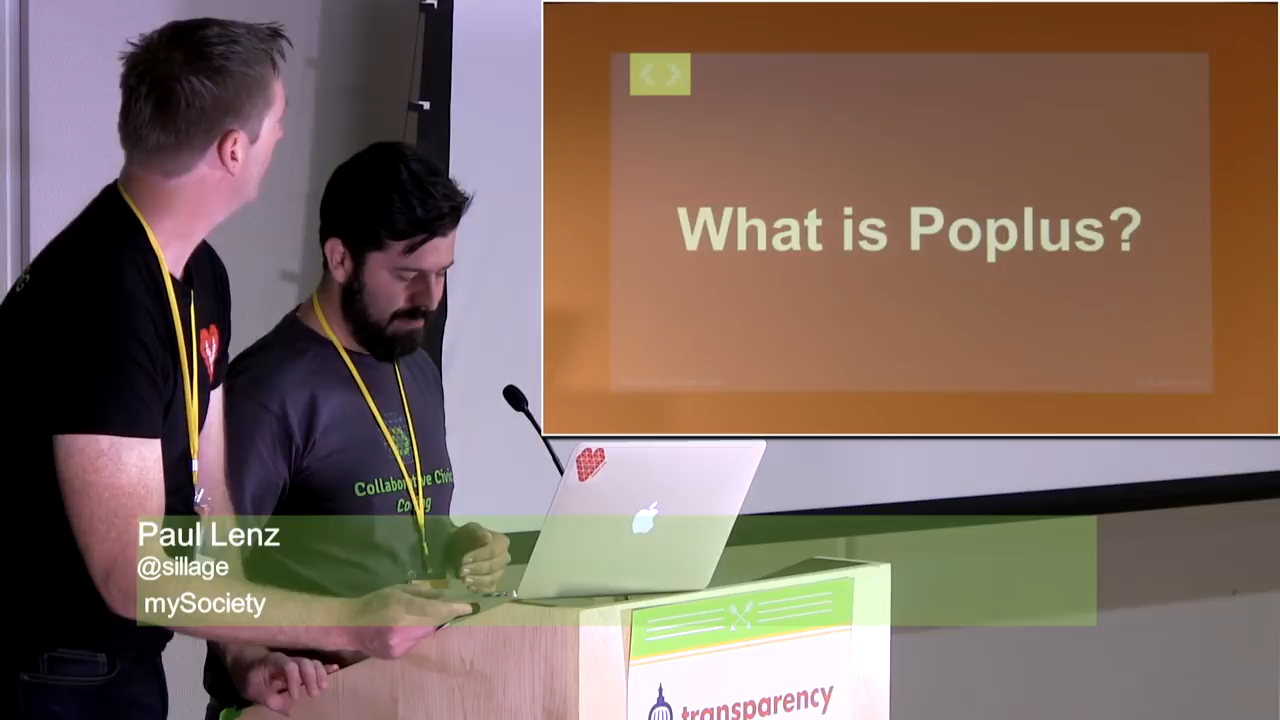 What is Poplus?
Collaborative Civic
Coding
Paul Lenz
@sillage
mySociety
transparency